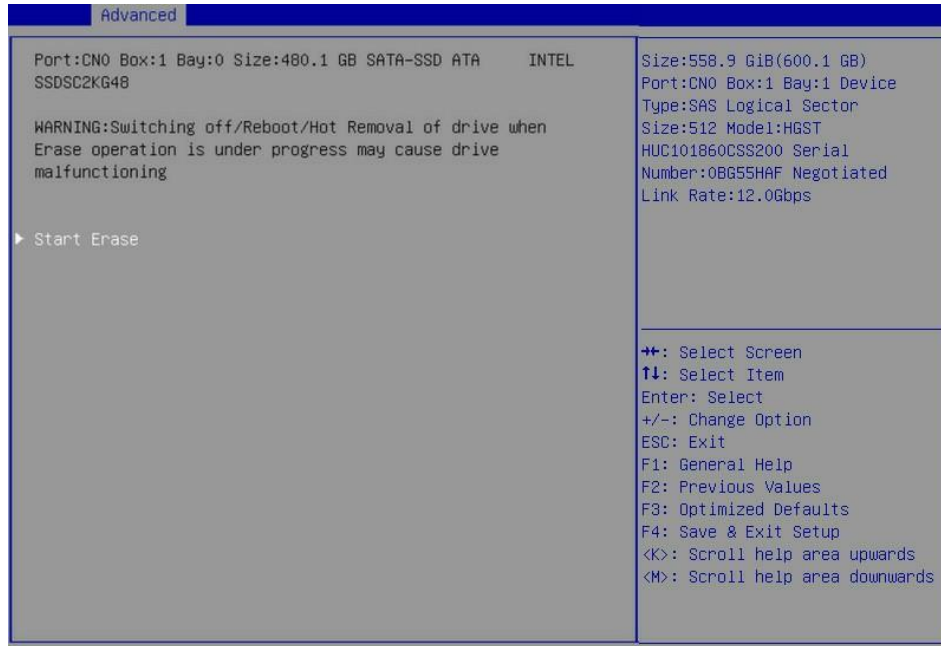 Advanced
Port:CN0 Box:1 Bay:0 Size:480.1 GB SATA-SSD ATA INTEL
SSDSC2KG48
WARNING:Switching off/Reboot/Hot Removal of drive when
Erase operation is under progress may cause drive
malfunctioning
Start Erase
Size:558.9 GiB(600.1 GB)
Port:CN0 Box:1 Bay:1 Device
Type:SAS Logical Sector
Size:512 Model:HGST
HUC101860CSS200 Serial
Number:0BG55HAF Negotiated
Link Rate:12.0Gbps
→←: Select Screen
↑↓: Select Item
Enter: Select
+/-: Change Option
ESC: Exit
F1: General Help
F2: Previous Values
F3: Optimized Defaults
F4: Save & Exit Setup
<K>: Scroll help area upwards
<M>: Scroll help area downwards